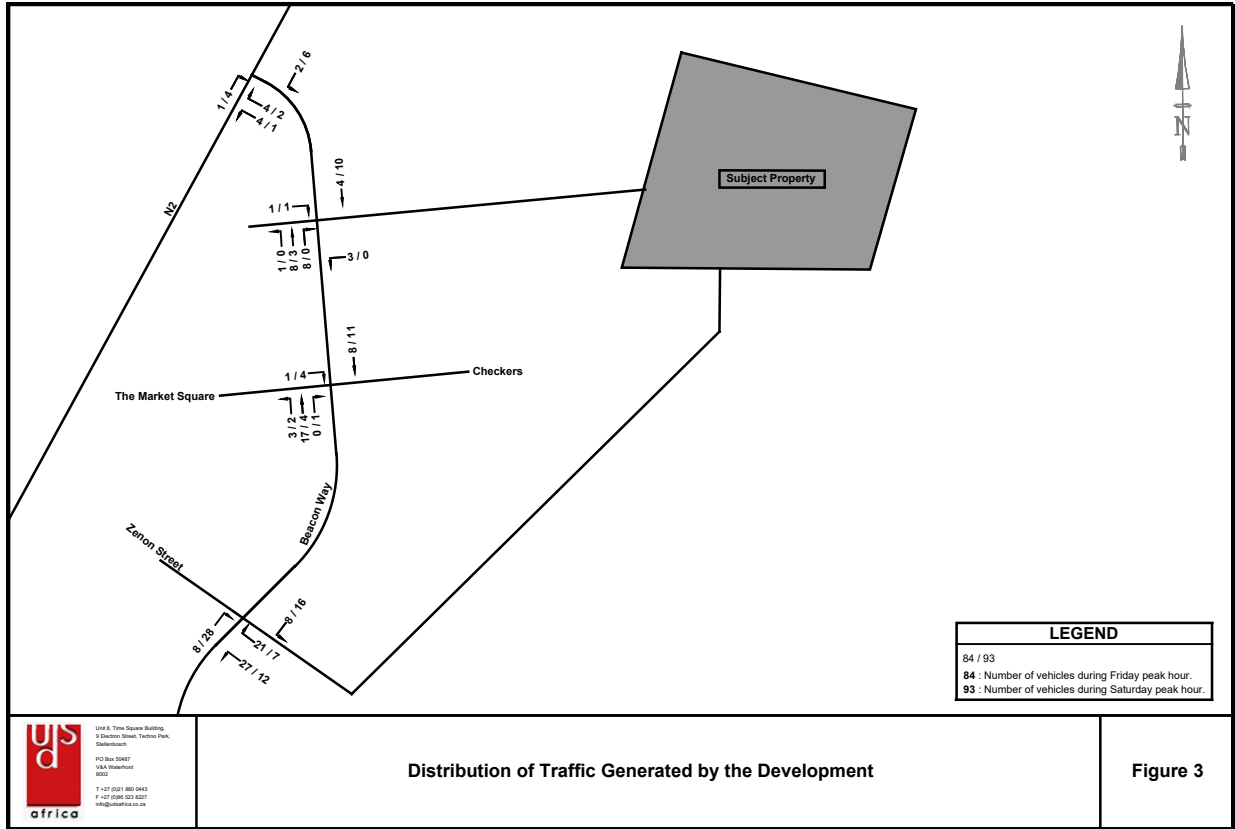 2 / 6
1 / 4
4 / 2
4 / 1
N
4 / 10
Subject Property
N2
1 / 1
1 / 0
8 / 3
8 / 0
3 / 0
8 / 11
1 / 4
Checkers
The Market Square
3 / 2
17 / 4
0 / 1
Beacon Way
Zenon Street
8 / 16
8 / 28
21 / 7
27 / 12
LEGEND
84 / 93
84 : Number of vehicles during Friday peak hour.
93 : Number of vehicles during Saturday peak hour.
uds
africa
Unit 8, Time Square Building,
9 Electron Street, Techno Park,
Stellenbosch
PO Box 50487
V&A Waterfront
8002
T +27 (0)21 880 0443
F +27 (0)86 523 8227
info@udsafrica.co.za
Distribution of Traffic Generated by the Development
Figure 3